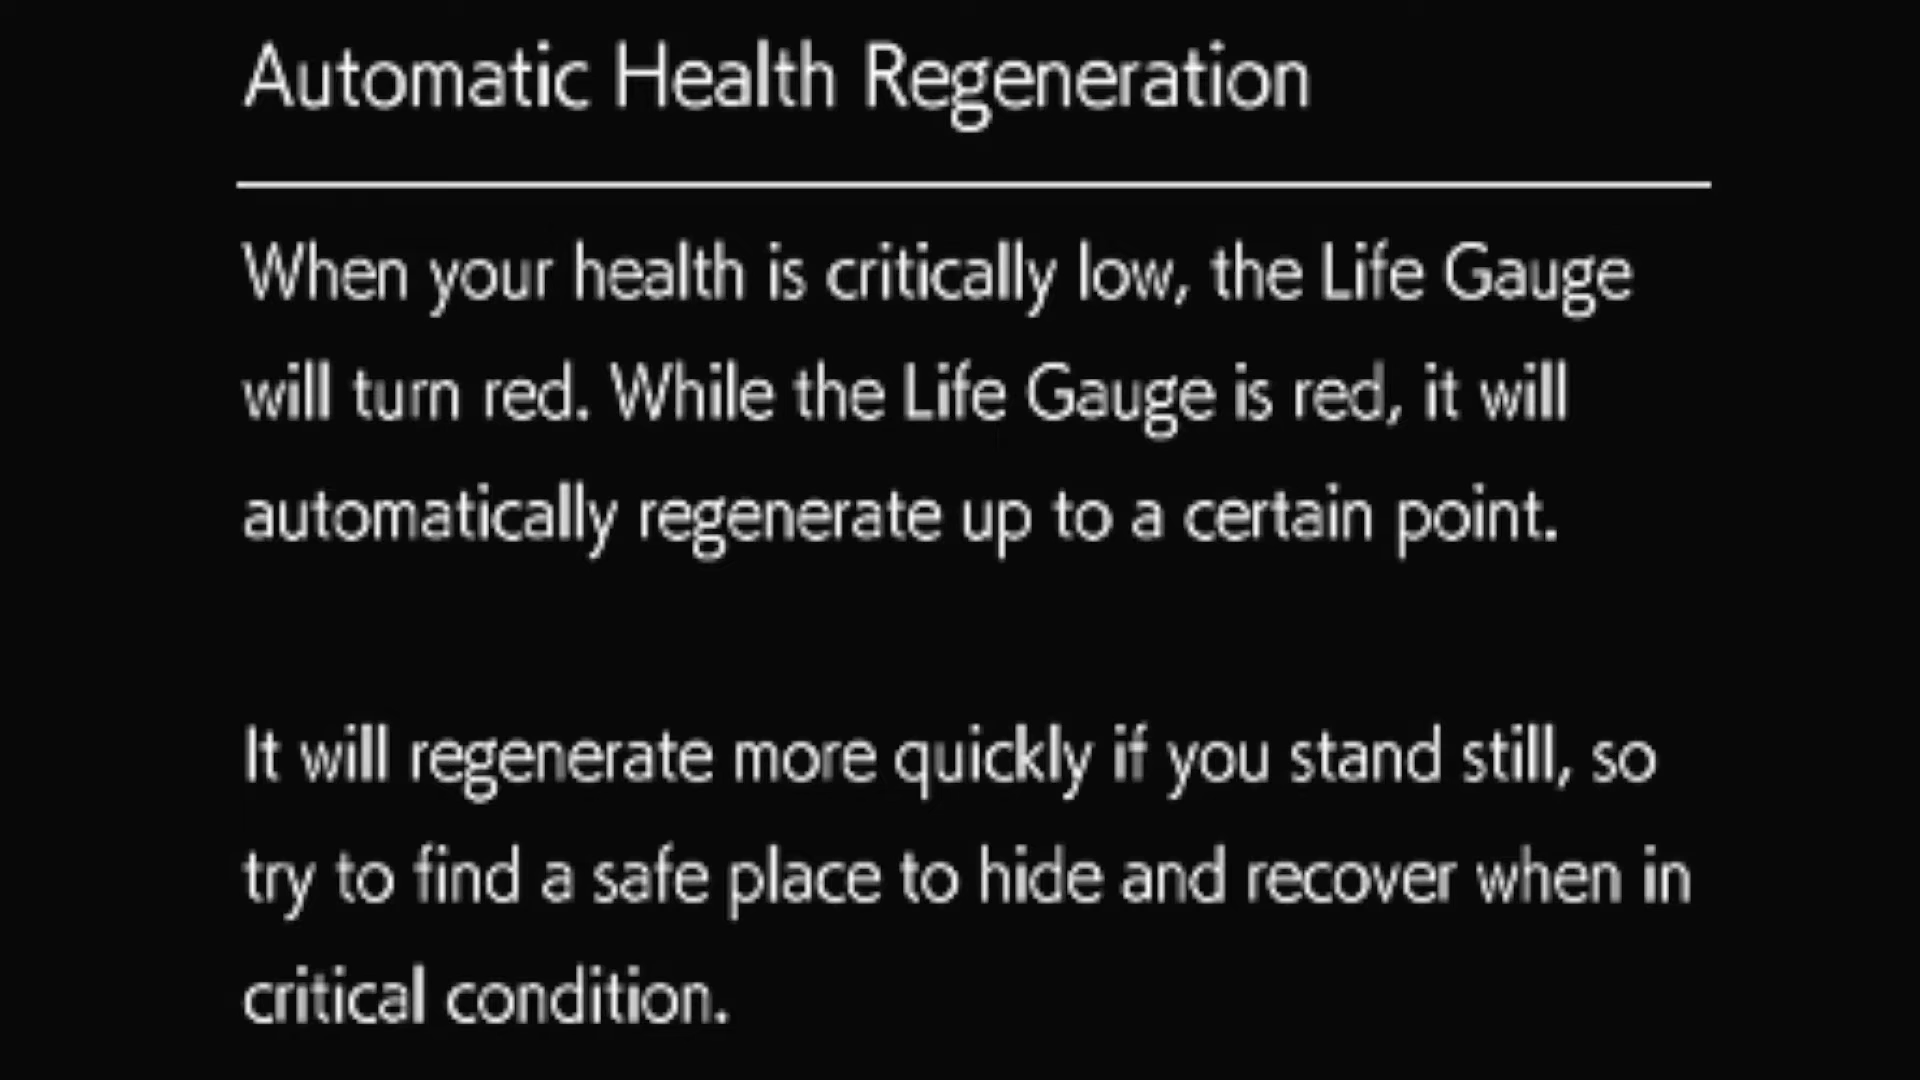 Automatic Health Regeneration
When your health is critically low, the Life Gauge
will turn red. While the Life Gauge is red, it will
automatically regenerate up to a certain point.
It will regenerate more quickly if you stand still, so
try to find a safe place to hide and recover when in
critical condition.